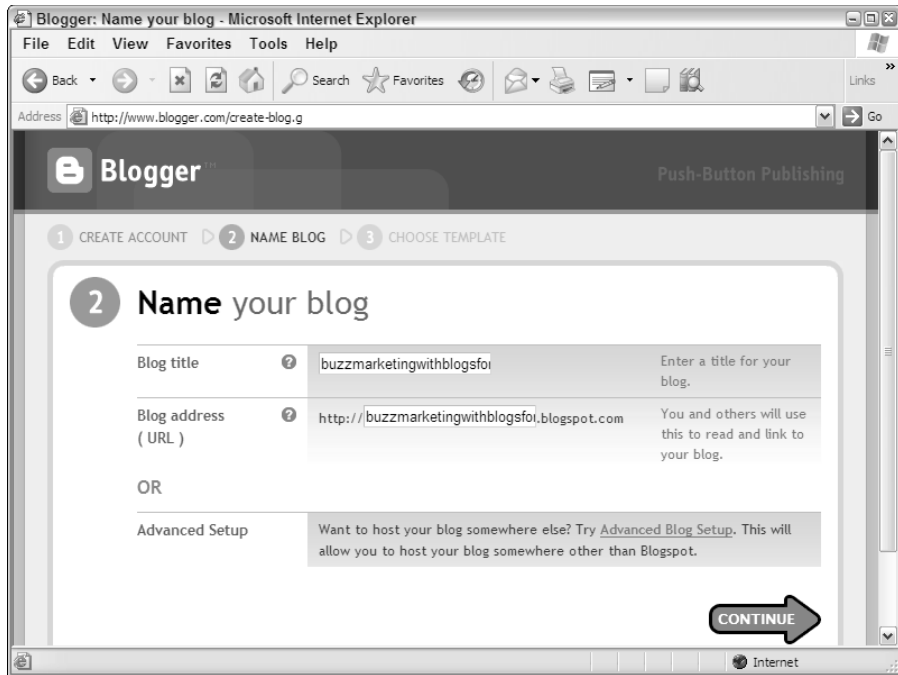 Blogger: Name your blog - Microsoft Internet Explorer
File Edit View Favorites Tools Help
Back Search Favorites Links »
Address http://www.blogger.com/create-blog.g Go
Blogger™ Push-Button Publishing
1 CREATE ACCOUNT 2 NAME BLOG 3 CHOOSE TEMPLATE
2 Name your blog
Blog title ? buzzmarketingwithblogsfor Enter a title for your
blog.
Blog address ? http:// buzzmarketingwithblogsfor .blogspot.com You and others will use
( URL ) this to read and link to
your blog.
OR
Advanced Setup Want to host your blog somewhere else? Try Advanced Blog Setup. This will
allow you to host your blog somewhere other than Blogspot.
CONTINUE
Internet